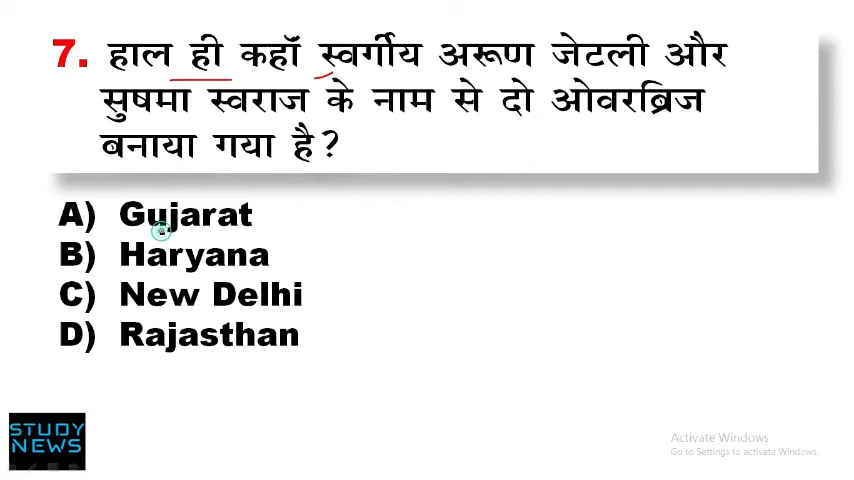 7. हाल ही कहाँ स्वर्गीय अरूण जेटली और
सुषमा स्वराज के नाम से दो ओवरब्रिज
बनाया गया है?
A) Gujarat
B) Haryana
C) New Delhi
D) Rajasthan
STUDY
NEWS
Activate Windows
Go to Settings to activate Windows.